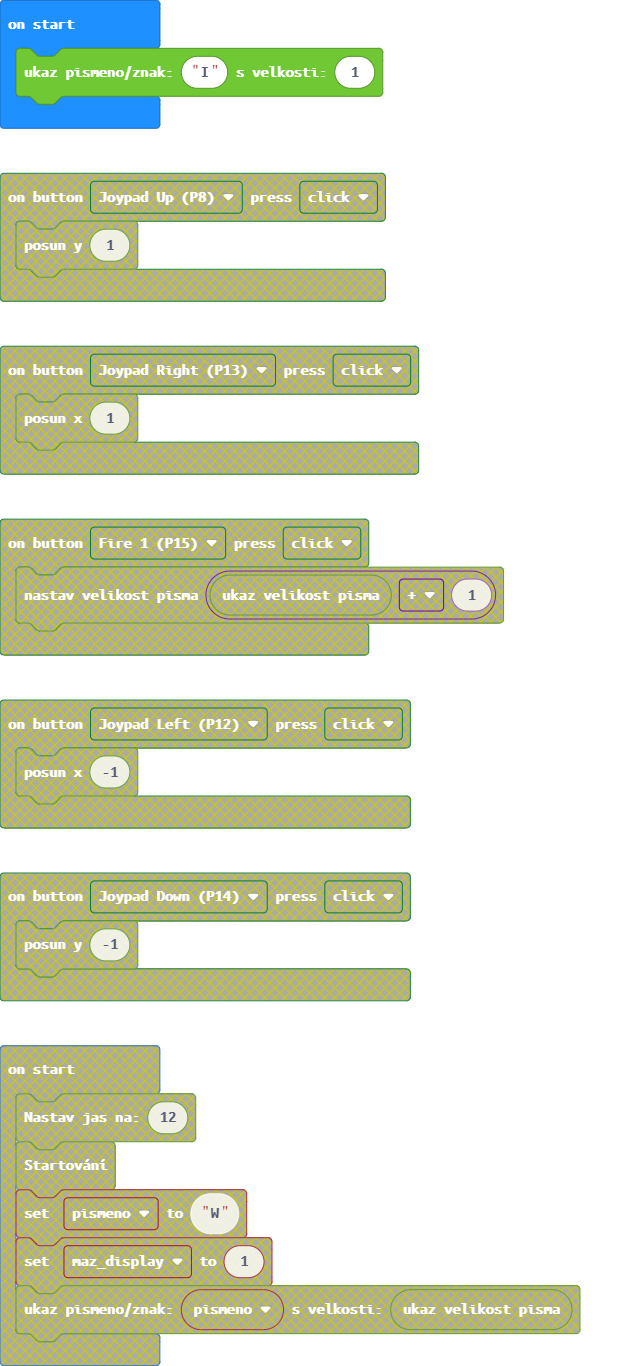 on start
ukaz pismeno/znak: "I" s velkosti: 1
on button Joypad Up (P8) press click
posun y 1
on button Joypad Right (P13) press click
posun x 1
on button Fire 1 (P15) press click
nastav velikost pisma ukaz velikost pisma + 1
on button Joypad Left (P12) press click
posun x -1
on button Joypad Down (P14) press click
posun y -1
on start
Nastav jas na: 12
Startování
set pismeno to "W"
set maz_display to 1
ukaz pismeno/znak: pismeno s velkosti: ukaz velikost pisma